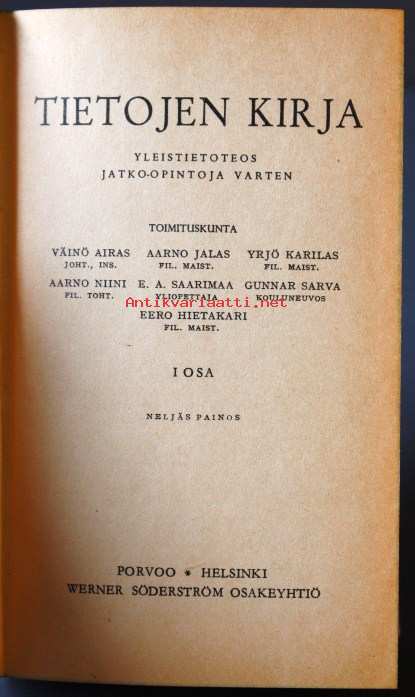 TIETOJEN KIRJA
YLEISTIETOTEOS
JATKO-OPINTOJA VARTEN
TOIMITUSKUNTA
VÄINÖ AIRAS AARNO JALAS YRJÖ KARILAS
JOHT., INS. FIL. MAIST. FIL. MAIST.
AARNO NIINI E. A. SAARIMAA GUNNAR SARVA
FIL. TOHT. YLIOPETTAJA KOULUNEUVOS
Antikvariaatti.net
EERO HIETAKARI
FIL. MAIST.
I OSA
NELJÄS PAINOS
PORVOO * HELSINKI
WERNER SÖDERSTRÖM OSAKEYHTIÖ